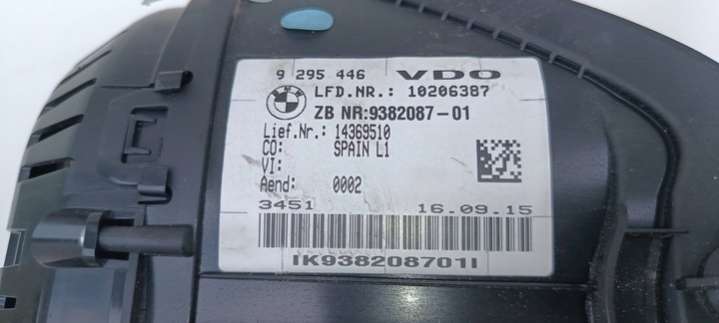 9 295 446 VDO
BMW
LFD.NR.: 10206387
ZB NR:9382087-01
Lief.Nr.: 14369510
CO: SPAIN L1
VI:
Aend: 0002
3451 16.09.15
IK938208701I